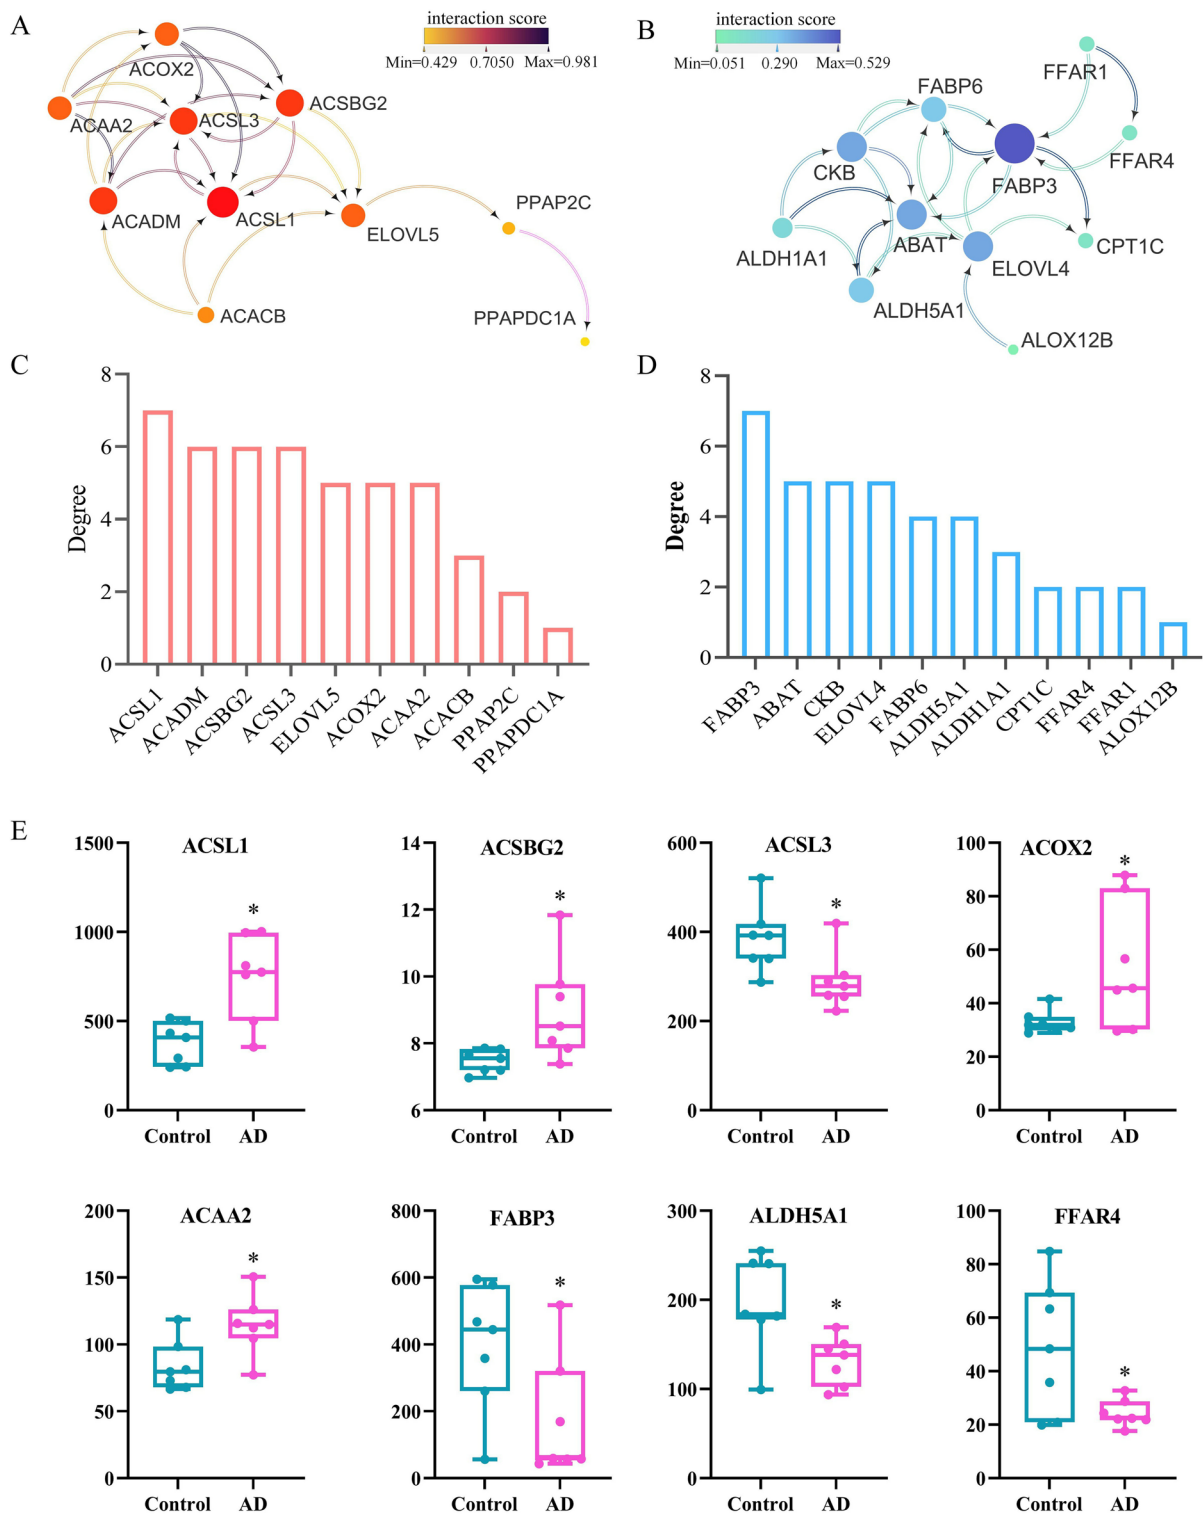 A
interaction score
Min=0.429 0.7050 Max=0.981
ACOX2
ACSBG2
ACAA2
ACSL3
ACADM
ACSL1
ELOVL5
PPAP2C
ACACB
PPAPDC1A
B
interaction score
Min=0.051 0.290 Max=0.529
FFAR1
FABP6
FFAR4
CKB
FABP3
ABAT
CPT1C
ALDH1A1
ELOVL4
ALDH5A1
ALOX12B
C
Degree
8
6
4
2
0
ACSL1
ACADM
ACSBG2
ACSL3
ELOVL5
ACOX2
ACAA2
ACACB
PPAP2C
PPAPDC1A
D
Degree
8
6
4
2
0
FABP3
ABAT
CKB
ELOVL4
FABP6
ALDH5A1
ALDH1A1
CPT1C
FFAR4
FFAR1
ALOX12B
E
ACSL1
1500
1000
500
0
*
Control AD
ACSBG2
14
12
10
8
6
*
Control AD
ACSL3
600
400
200
0
*
Control AD
ACOX2
100
80
60
40
20
0
*
Control AD
ACAA2
200
150
100
50
0
*
Control AD
FABP3
800
600
400
200
0
*
Control AD
ALDH5A1
300
200
100
0
*
Control AD
FFAR4
100
80
60
40
20
0
*
Control AD